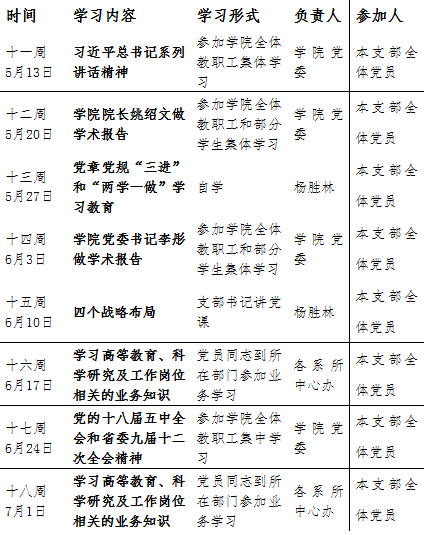 时间 学习内容 学习形式 负责人 参加人
十一周
5月13日
习近平总书记系列
讲话精神
参加学院全体
教职工集体学
习
学院党
委
本支部全
体党员
十二周
5月20日
学院院长姚绍文做
学术报告
参加学院全体
教职工和部分
学生集体学习
学院党
委
本支部全
体党员
十三周
5月27日
党章党规“三进”
和“两学一做”学
习教育
自学
杨胜林
本支部全
体党员
十四周
6月3日
学院党委书记李彤
做学术报告
参加学院全体
教职工和部分
学生集体学习
学院党
委
本支部全
体党员
十五周
6月10日
四个战略布局
支部书记讲党
课
杨胜林
本支部全
体党员
十六周
6月17日
学习高等教育、科
学研究及工作岗位
相关的业务知识
党员同志到所
在部门参加业
务学习
各系所
中心办
本支部全
体党员
十七周
6月24日
党的十八届五中全
会和省委九届十二
次全会精神
参加学院全体
教职工集中学
习
学院党
委
本支部全
体党员
十八周
7月1日
学习高等教育、科
学研究及工作岗位
相关的业务知识
党员同志到所
在部门参加业
务学习
各系所
中心办
本支部全
体党员